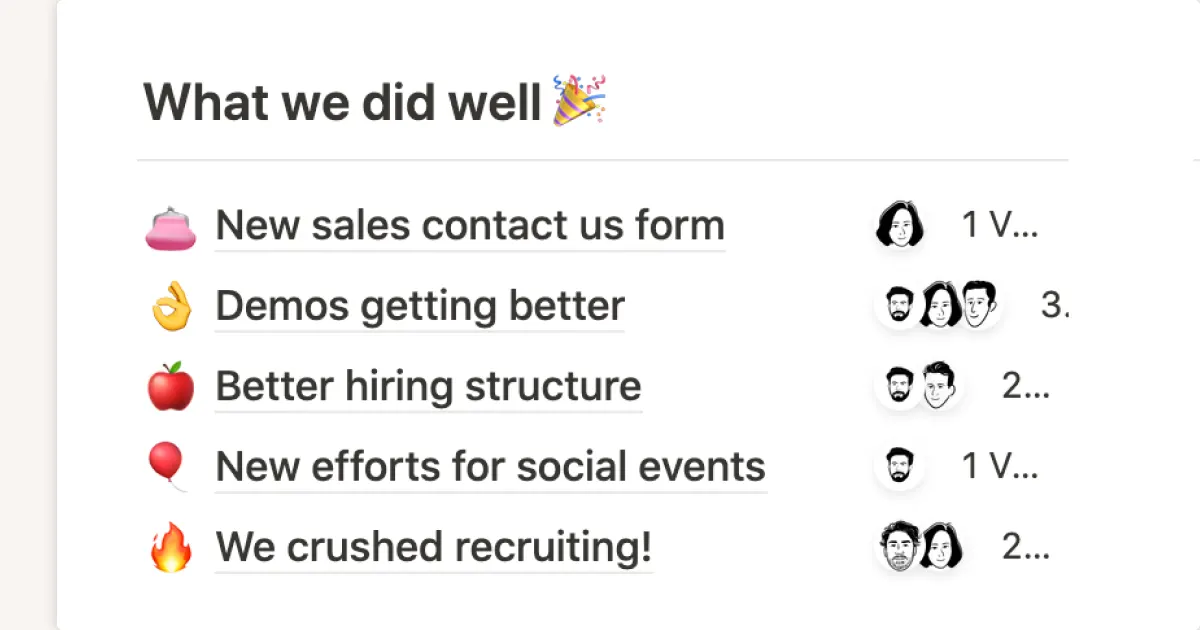 What we did well
New sales contact us form 1 V...
Demos getting better 3.
Better hiring structure 2...
New efforts for social events 1 V...
We crushed recruiting! 2...